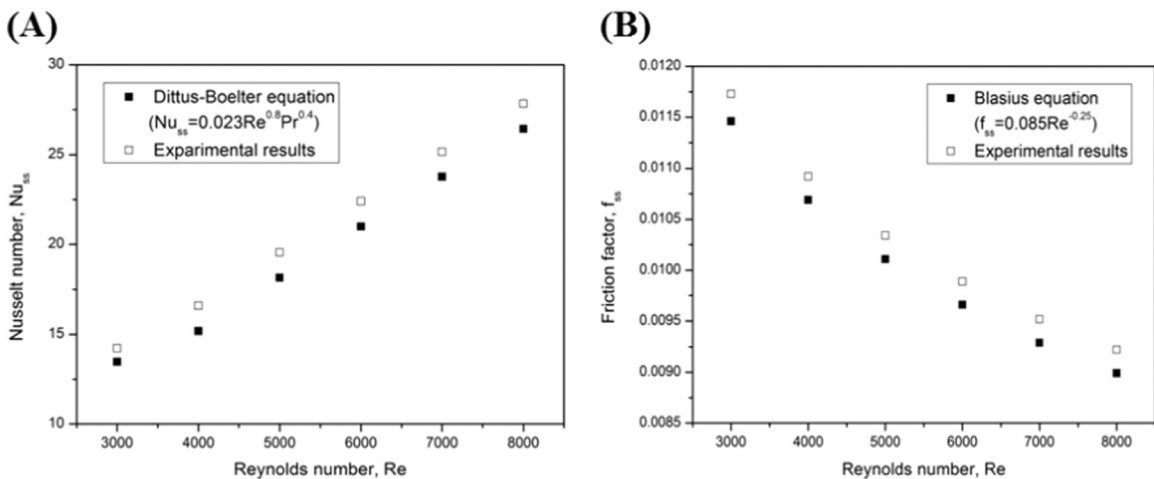 (A)
30
25
20
15
10
Nusselt number, Nu_ss
■ Dittus-Boelter equation
(Nu_ss=0.023Re^0.8Pr^0.4)
□ Exparimental results
3000 4000 5000 6000 7000 8000
Reynolds number, Re
(B)
0.0120
0.0115
0.0110
0.0105
0.0100
0.0095
0.0090
0.0085
Friction factor, f_ss
■ Blasius equation
(f_ss=0.085Re^-0.25)
□ Experimental results
3000 4000 5000 6000 7000 8000
Reynolds number, Re